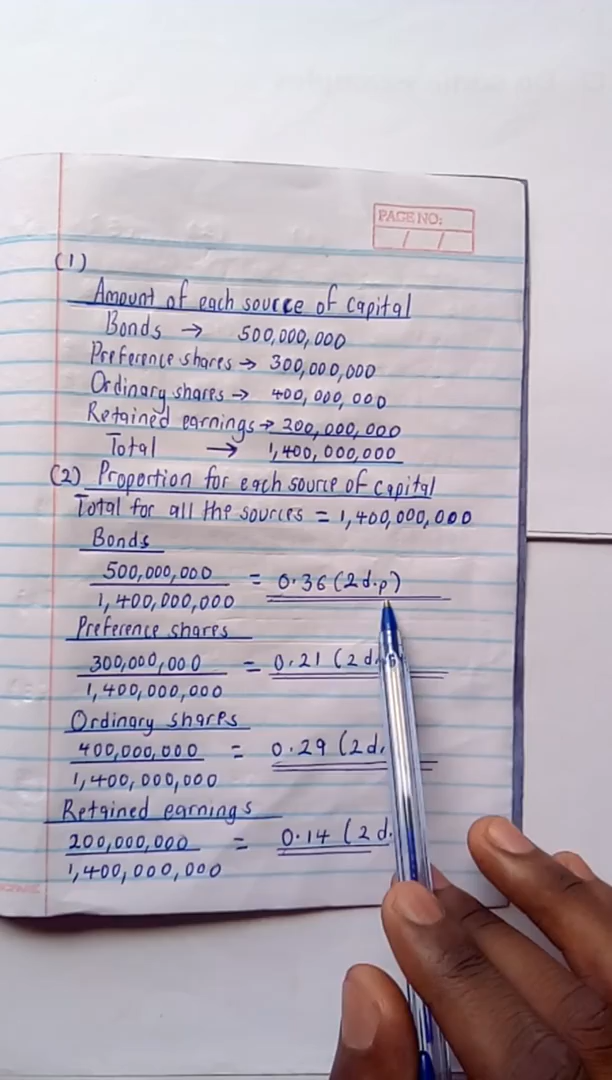 PAGE NO:
/ /
(1)
Amount of each source of capital
Bonds → 500,000,000
Preference shares → 300,000,000
Ordinary shares → 400,000,000
Retained earnings → 200,000,000
Total → 1,400,000,000
(2) Proportion for each source of capital
Total for all the sources = 1,400,000,000
Bonds
500,000,000
= 0.36 (2 d.p)
1,400,000,000
Preference shares
300,000,000
= 0.21 (2 d.
1,400,000,000
Ordinary shares
400,000,000
= 0.29 (2 d.
1,400,000,000
Retained earnings
200,000,000
= 0.14 (2 d.
1,400,000,000